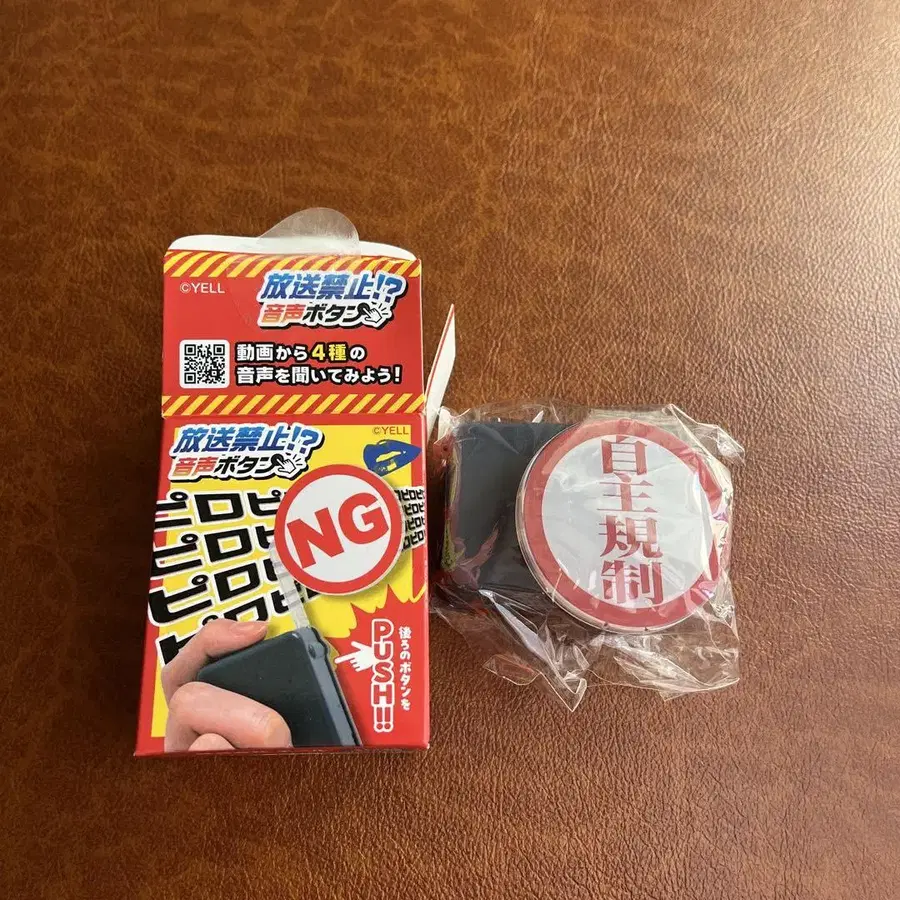 ©YELL
放送禁止!?
音声ボタン
動画から4種の
音声を聞いてみよう！
放送禁止!?
音声ボタン
©YELL
ピロピ
ピロピ
ピロピ
ピロピ
NG
後ろのボタンを
PUSH!!
自主規制